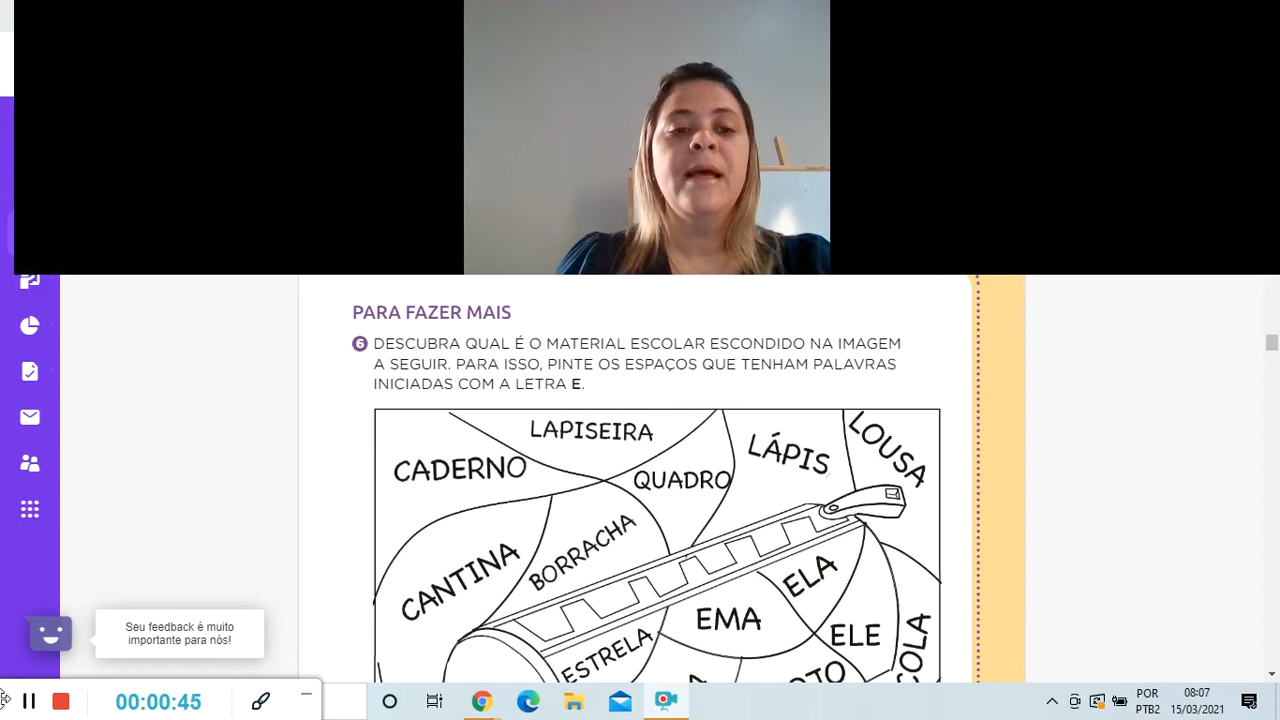 PARA FAZER MAIS
6 DESCUBRA QUAL É O MATERIAL ESCOLAR ESCONDIDO NA IMAGEM
A SEGUIR. PARA ISSO, PINTE OS ESPAÇOS QUE TENHAM PALAVRAS
INICIADAS COM A LETRA E.
LAPISEIRA
LÁPIS
LOUSA
CADERNO
QUADRO
CANTINA
BORRACHA
ELA
EMA
ELE
ESTRELA
Seu feedback é muito
importante para nós!
00:00:45
POR
PTB2
08:07
15/03/2021